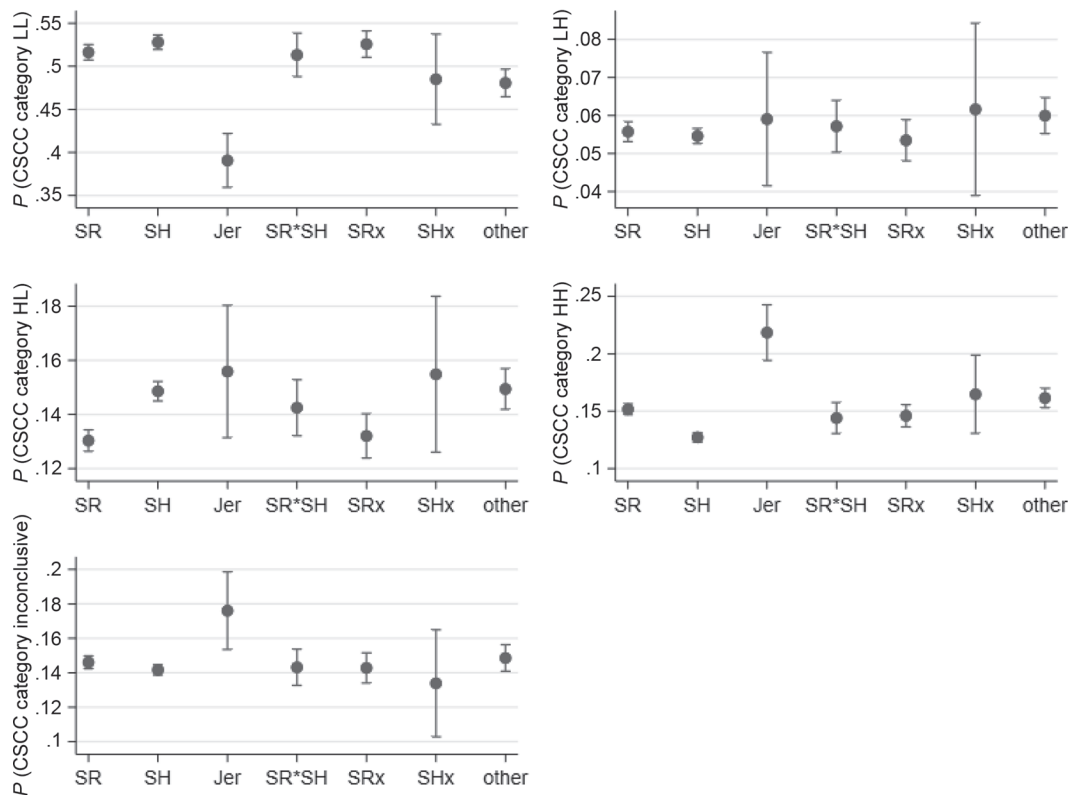 P (CSCC category LL)
.55
.5
.45
.4
.35
SR SH Jer SR*SH SRx SHx other
P (CSCC category LH)
.08
.07
.06
.05
.04
SR SH Jer SR*SH SRx SHx other
P (CSCC category HL)
.18
.16
.14
.12
SR SH Jer SR*SH SRx SHx other
P (CSCC category HH)
.25
.2
.15
.1
SR SH Jer SR*SH SRx SHx other
P (CSCC category inconclusive)
.2
.18
.16
.14
.12
.1
SR SH Jer SR*SH SRx SHx other